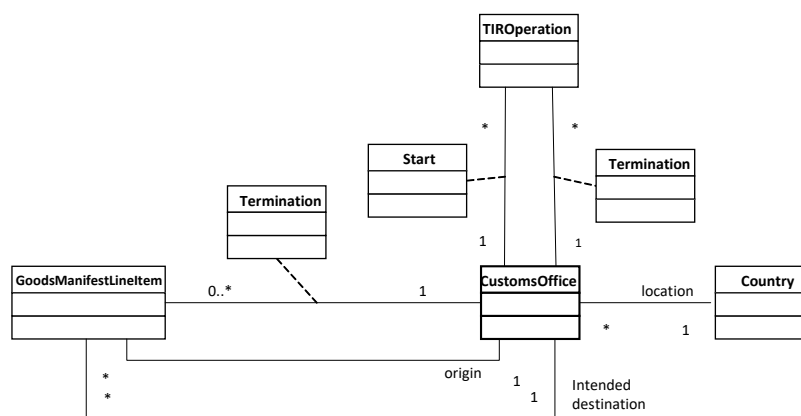 TIROperation
*
*
Start
Termination
Termination
1
1
GoodsManifestLineItem
CustomsOffice
Country
0..*
1
location
*
1
origin
*
*
1
1
Intended
destination